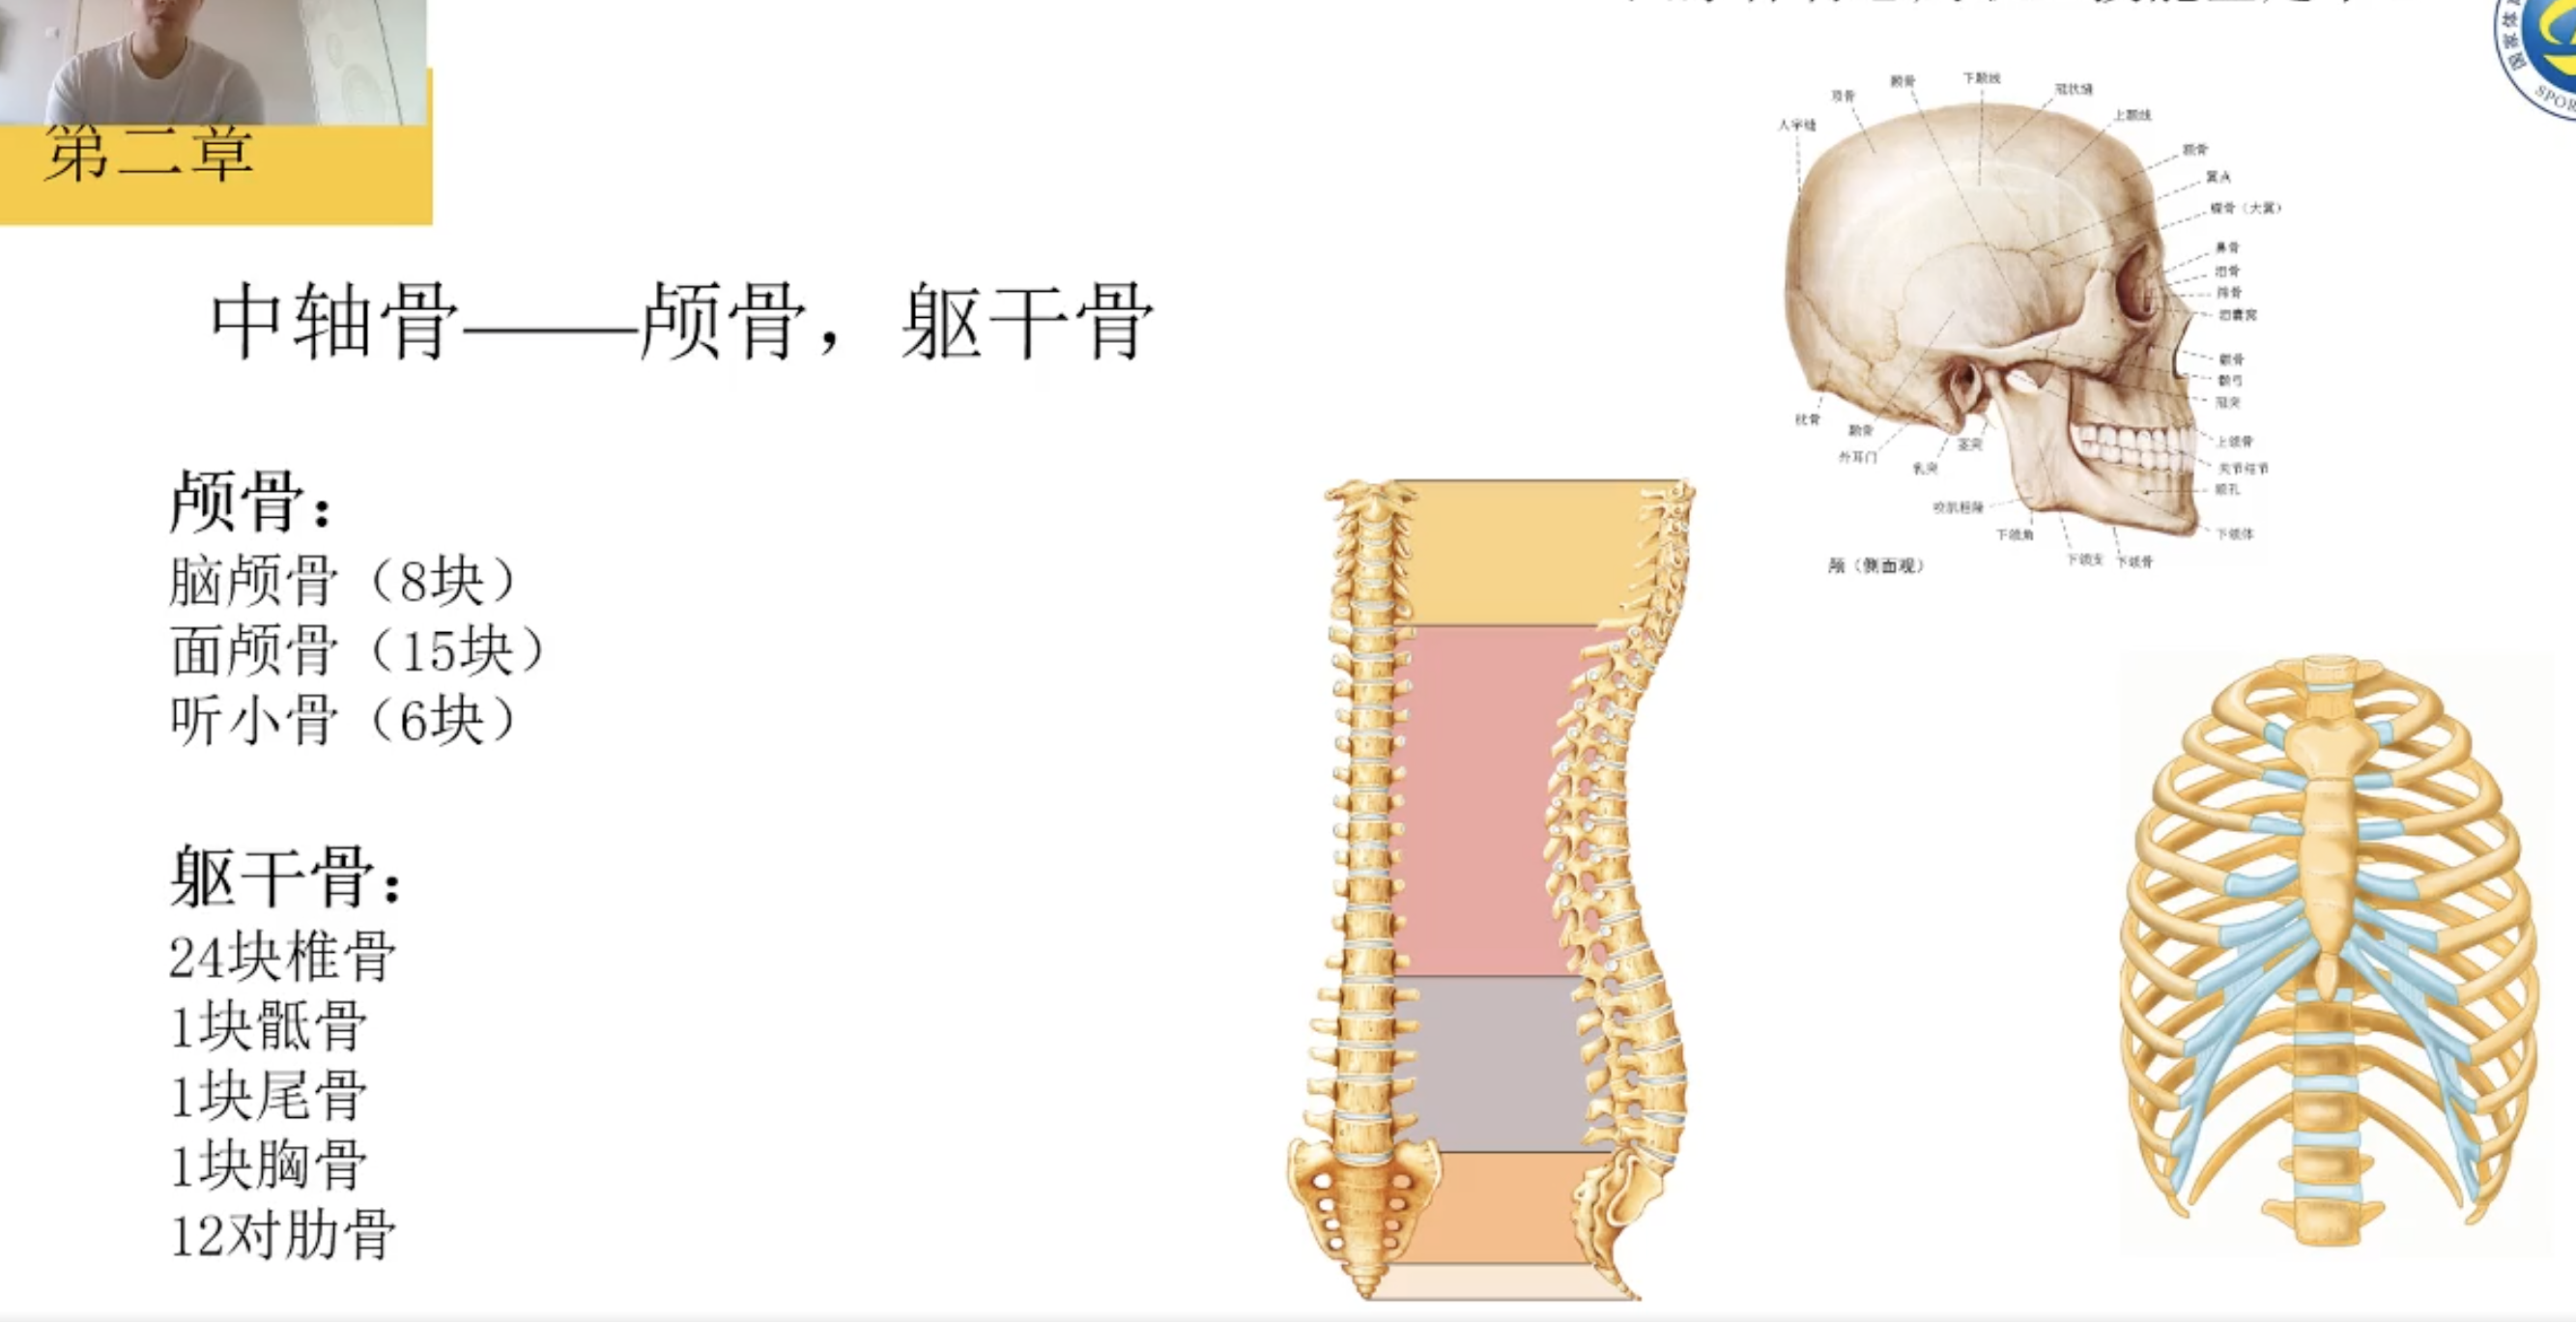 第二章
中轴骨——颅骨，躯干骨
颅骨：
脑颅骨（8块）
面颅骨（15块）
听小骨（6块）
躯干骨：
24块椎骨
1块骶骨
1块尾骨
1块胸骨
12对肋骨
顶骨
颞骨
下颞线
冠状缝
上颞线
人字缝
额骨
翼点
蝶骨（大翼）
鼻骨
泪骨
筛骨
泪囊窝
颧骨
颧弓
冠突
枕骨
外耳门
乳突
茎突
上颌骨
关节结节
颏孔
咬肌粗隆
下颌角
下颌支
下颌骨
下颌体
颅（侧面观）
国家体
SPO